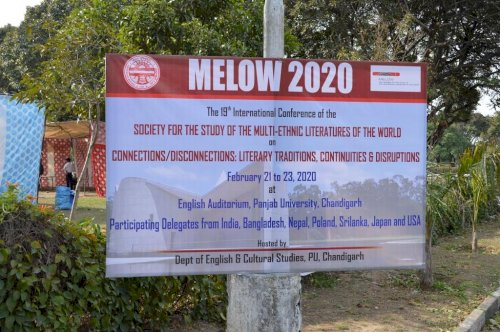 MELOW 2020
The 19th International Conference of the
SOCIETY FOR THE STUDY OF THE MULTI-ETHNIC LITERATURES OF THE WORLD
on
CONNECTIONS/DISCONNECTIONS: LITERARY TRADITIONS, CONTINUITIES & DISRUPTIONS
February 21 to 23, 2020
at
English Auditorium, Panjab University, Chandigarh
Participating Delegates from India, Bangladesh, Nepal, Poland, Srilanka, Japan and USA
Hosted by
Dept of English & Cultural Studies, PU, Chandigarh